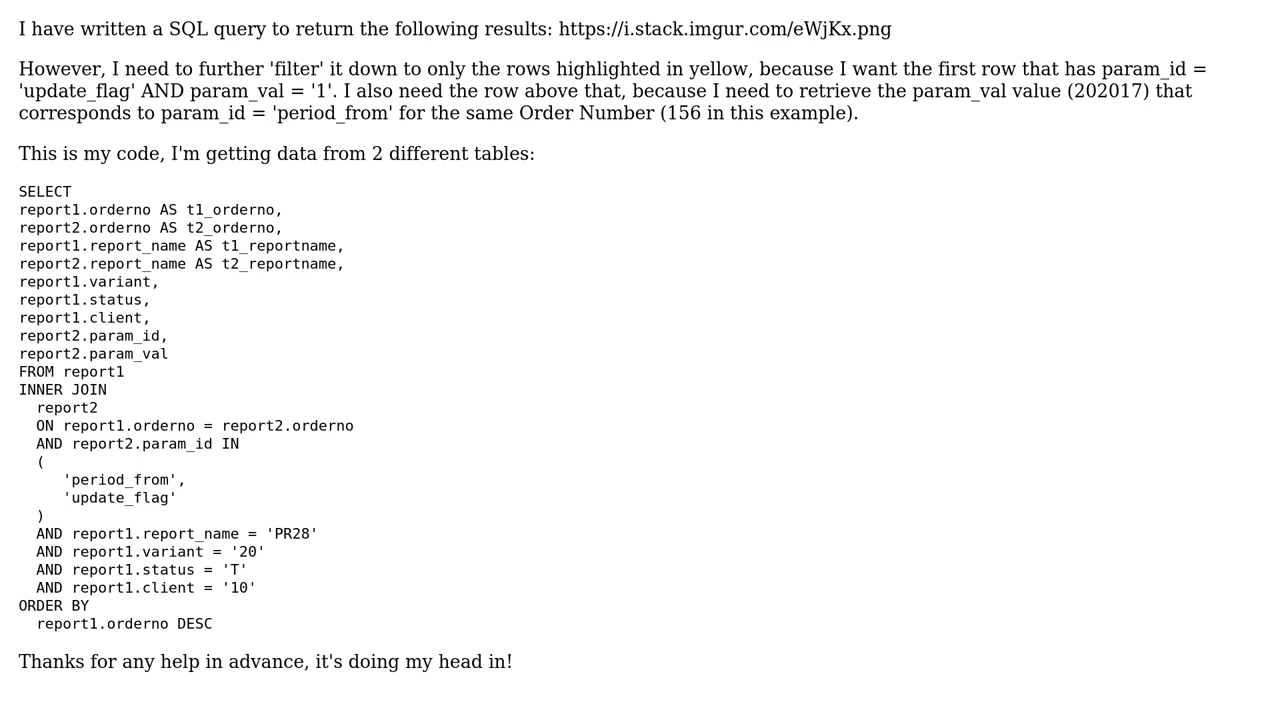 I have written a SQL query to return the following results: https://i.stack.imgur.com/eWjKx.png
However, I need to further 'filter' it down to only the rows highlighted in yellow, because I want the first row that has param_id =
'update_flag' AND param_val = '1'. I also need the row above that, because I need to retrieve the param_val value (202017) that
corresponds to param_id = 'period_from' for the same Order Number (156 in this example).
This is my code, I'm getting data from 2 different tables:
SELECT
report1.orderno AS t1_orderno,
report2.orderno AS t2_orderno,
report1.report_name AS t1_reportname,
report2.report_name AS t2_reportname,
report1.variant,
report1.status,
report1.client,
report2.param_id,
report2.param_val
FROM report1
INNER JOIN
  report2
  ON report1.orderno = report2.orderno
  AND report2.param_id IN
  (
     'period_from',
     'update_flag'
  )
  AND report1.report_name = 'PR28'
  AND report1.variant = '20'
  AND report1.status = 'T'
  AND report1.client = '10'
ORDER BY
  report1.orderno DESC
Thanks for any help in advance, it's doing my head in!